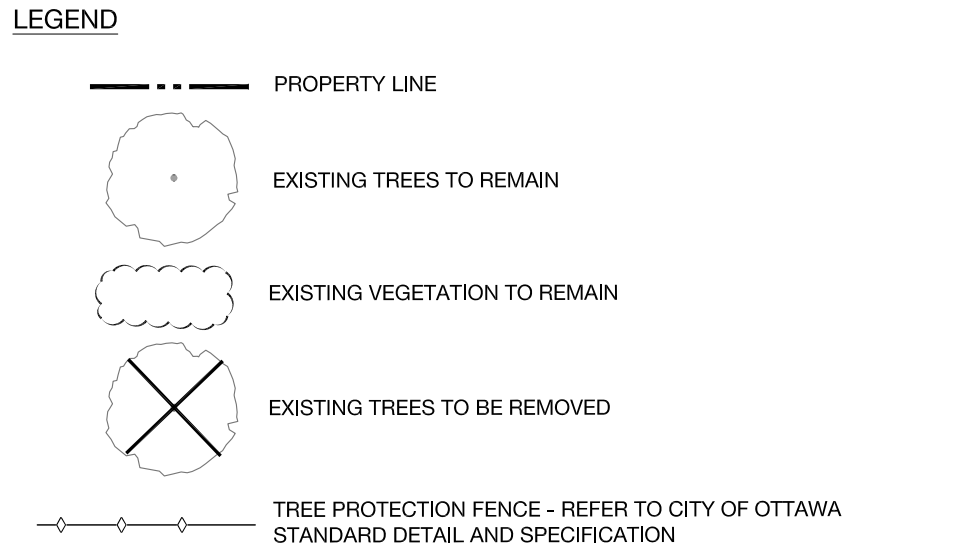 LEGEND
PROPERTY LINE
EXISTING TREES TO REMAIN
EXISTING VEGETATION TO REMAIN
EXISTING TREES TO BE REMOVED
TREE PROTECTION FENCE - REFER TO CITY OF OTTAWA
STANDARD DETAIL AND SPECIFICATION